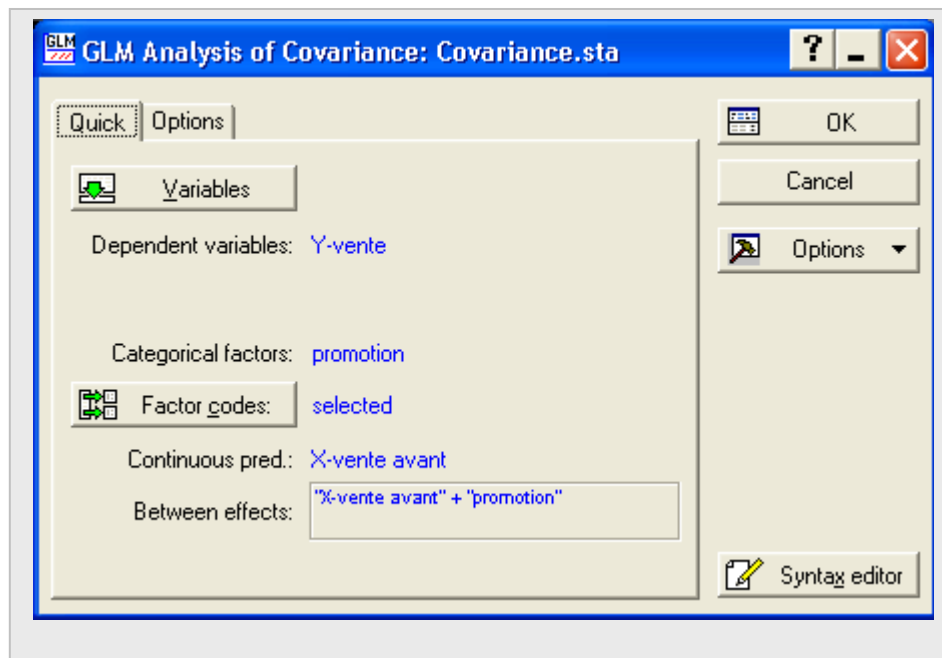 GLM GLM Analysis of Covariance: Covariance.sta ?
Quick Options
Variables
Dependent variables: Y-vente
Categorical factors: promotion
Factor codes: selected
Continuous pred.: X-vente avant
Between effects: "X-vente avant" + "promotion"
OK
Cancel
Options
Syntax editor